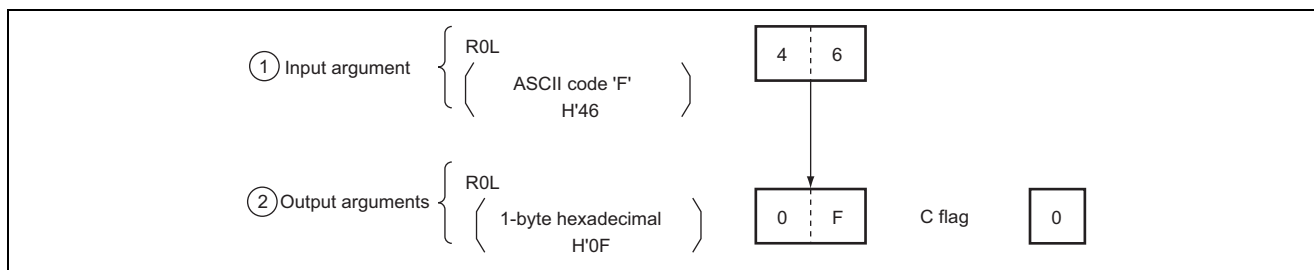 R0L
4 6
① Input argument
ASCII code 'F'
H'46
R0L
② Output arguments
1-byte hexadecimal
H'0F
0 F
C flag
0